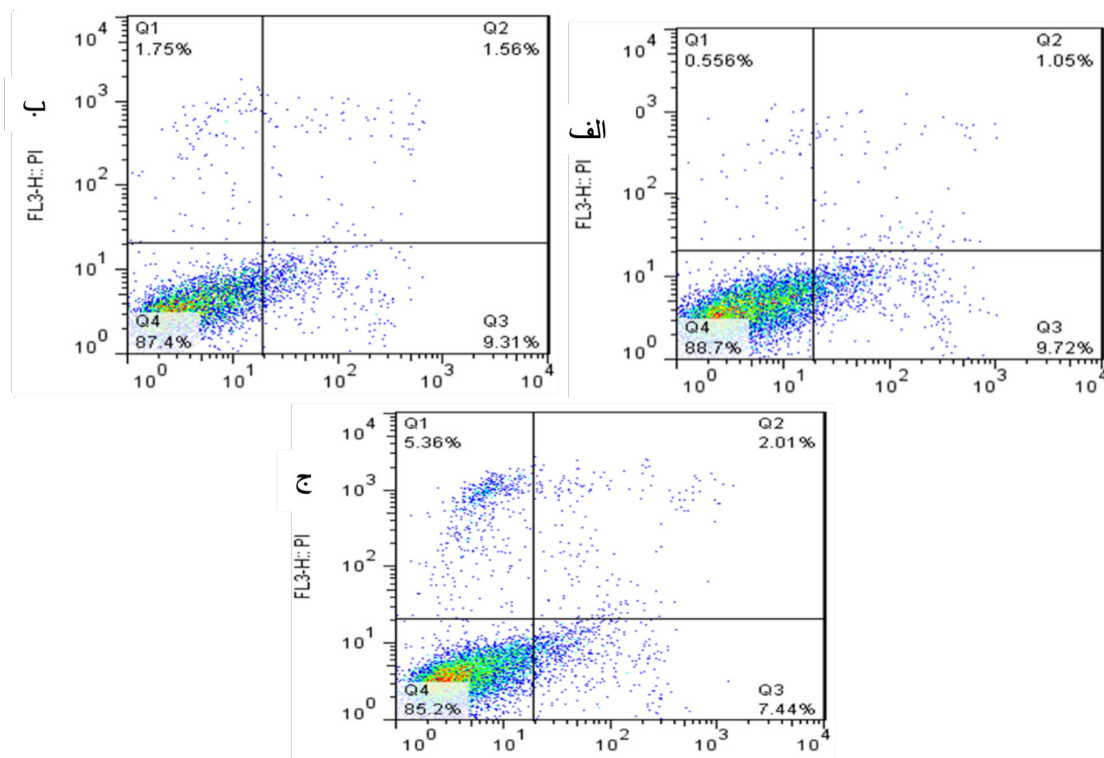 ب
Q1
1.75%
Q2
1.56%
10^4
10^3
10^2
10^1
10^0
FL3-H:: PI
Q4
87.4%
Q3
9.31%
10^0 10^1 10^2 10^3 10^4
الف
Q1
0.556%
Q2
1.05%
10^4
0^3
10^2
10^1
10^0
FL3-H:: PI
Q4
88.7%
Q3
9.72%
10^0 10^1 10^2 10^3 10^4
ج
Q1
5.36%
Q2
2.01%
10^4
10^3
10^2
10^1
10^0
FL3-H:: PI
Q4
85.2%
Q3
7.44%
10^0 10^1 10^2 10^3 10^4